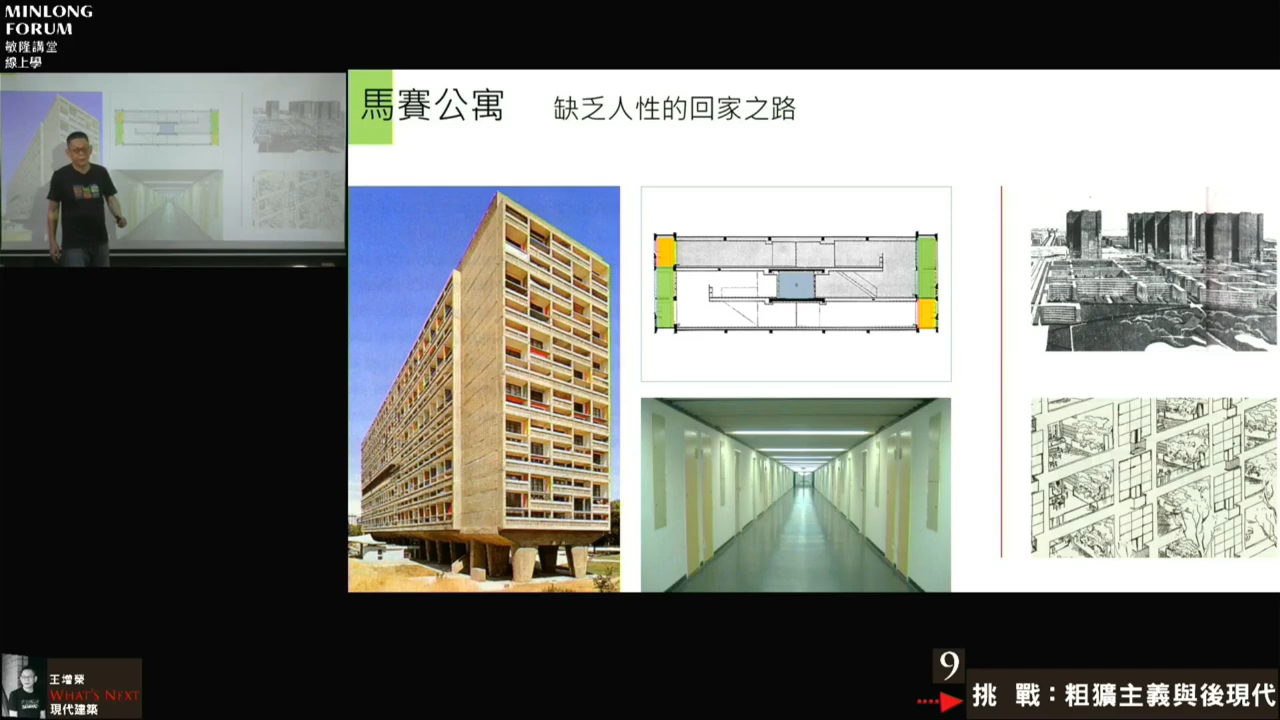 MINLONG
FORUM
敏隆講堂
線上學
馬賽公寓
缺乏人性的回家之路
王增榮
WHAT'S NEXT
現代建築
9
挑 戰：粗獷主義與後現代